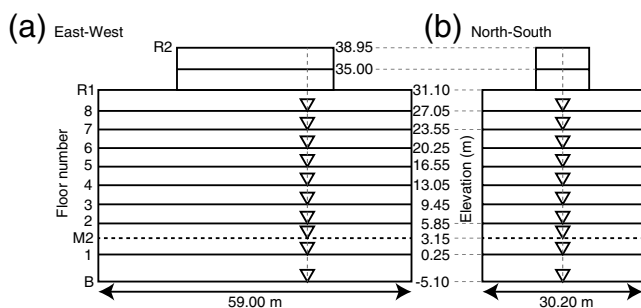 (a) East-West
(b) North-South
R2
38.95
35.00
R1
31.10
8
27.05
7
23.55
6
20.25
5
16.55
4
13.05
3
9.45
2
5.85
M2
3.15
1
0.25
B
-5.10
Floor number
Elevation (m)
59.00 m
30.20 m